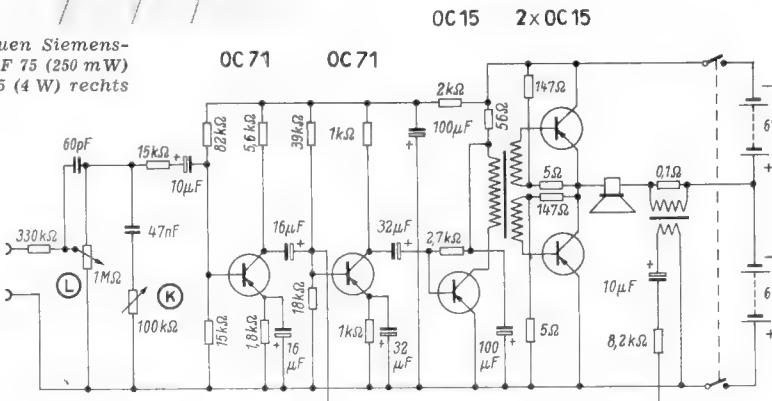 OC 15 2 x OC 15
uen Siemens-
F 75 (250 mW)
5 (4 W) rechts
OC 71 OC 71
60pF
15kΩ
+
10µF
82kΩ
5,6kΩ
39kΩ
1kΩ
2kΩ
100µF
+
56Ω
147Ω
5Ω
147Ω
0,1Ω
6
+
330kΩ
L
1MΩ
47nF
K
100kΩ
16µF
+
32µF
+
2,7kΩ
15kΩ
1,8kΩ
+
16
µF
18kΩ
1kΩ
+
32
µF
+
100
µF
5Ω
+
10µF
8,2kΩ
6
+